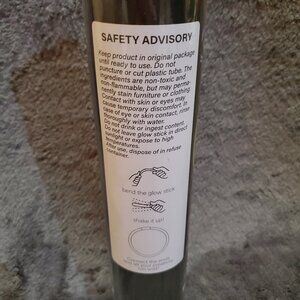 SAFETY ADVISORY
Keep product in original package
until ready to use. Do not
puncture or cut plastic tube. The
ingredients are non-toxic and
non-flammable, but may perma-
nently stain furniture or clothing.
Contact with skin or eyes may
cause temporary discomfort. In
case of eye or skin contact, rinse
thoroughly with water.
Do not drink or ingest content.
Do not leave glow stick in direct
sunlight or expose to high
temperatures.
After use, dispose of in refuse
container.
bend the glow stick
shake it up!
connect the ends